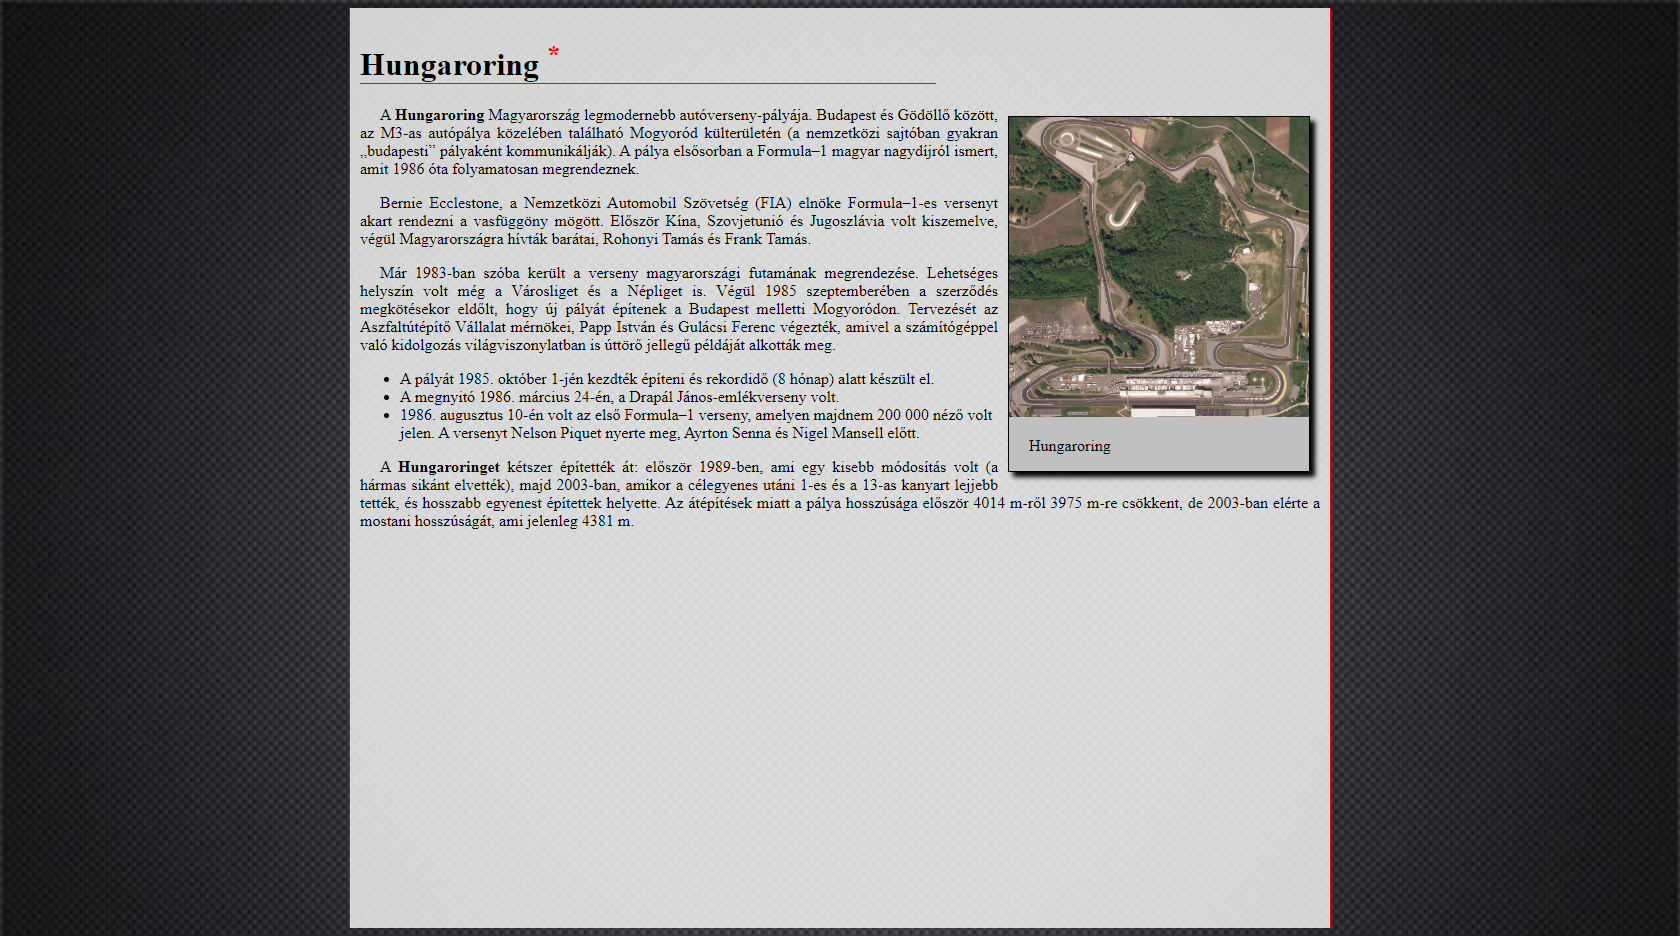 Hungaroring *
A Hungaroring Magyarország legmodernebb autóverseny-pályája. Budapest és Gödöllő között,
az M3-as autópálya közelében található Mogyoród külterületén (a nemzetközi sajtóban gyakran
„budapesti” pályaként kommunikálják). A pálya elsősorban a Formula–1 magyar nagydíjról ismert,
amit 1986 óta folyamatosan megrendeznek.
Bernie Ecclestone, a Nemzetközi Automobil Szövetség (FIA) elnöke Formula–1-es versenyt
akart rendezni a vasfüggöny mögött. Először Kína, Szovjetunió és Jugoszlávia volt kiszemelve,
végül Magyarországra hívták barátai, Rohonyi Tamás és Frank Tamás.
Már 1983-ban szóba került a verseny magyarországi futamának megrendezése. Lehetséges
helyszín volt még a Városliget és a Népliget is. Végül 1985 szeptemberében a szerződés
megkötésekor eldőlt, hogy új pályát építenek a Budapest melletti Mogyoródon. Tervezését az
Aszfaltútépítő Vállalat mérnökei, Papp István és Gulácsi Ferenc végezték, amivel a számítógéppel
való kidolgozás világviszonylatban is úttörő jellegű példáját alkották meg.
• A pályát 1985. október 1-jén kezdték építeni és rekordidő (8 hónap) alatt készült el.
• A megnyitó 1986. március 24-én, a Drapál János-emlékverseny volt.
• 1986. augusztus 10-én volt az első Formula–1 verseny, amelyen majdnem 200 000 néző volt
jelen. A versenyt Nelson Piquet nyerte meg, Ayrton Senna és Nigel Mansell előtt.
Hungaroring
A Hungaroringet kétszer építették át: először 1989-ben, ami egy kisebb módosítás volt (a
hármas sikánt elvették), majd 2003-ban, amikor a célegyenes utáni 1-es és a 13-as kanyart lejjebb
tették, és hosszabb egyenest építettek helyette. Az átépítések miatt a pálya hosszúsága először 4014 m-ről 3975 m-re csökkent, de 2003-ban elérte a
mostani hosszúságát, ami jelenleg 4381 m.